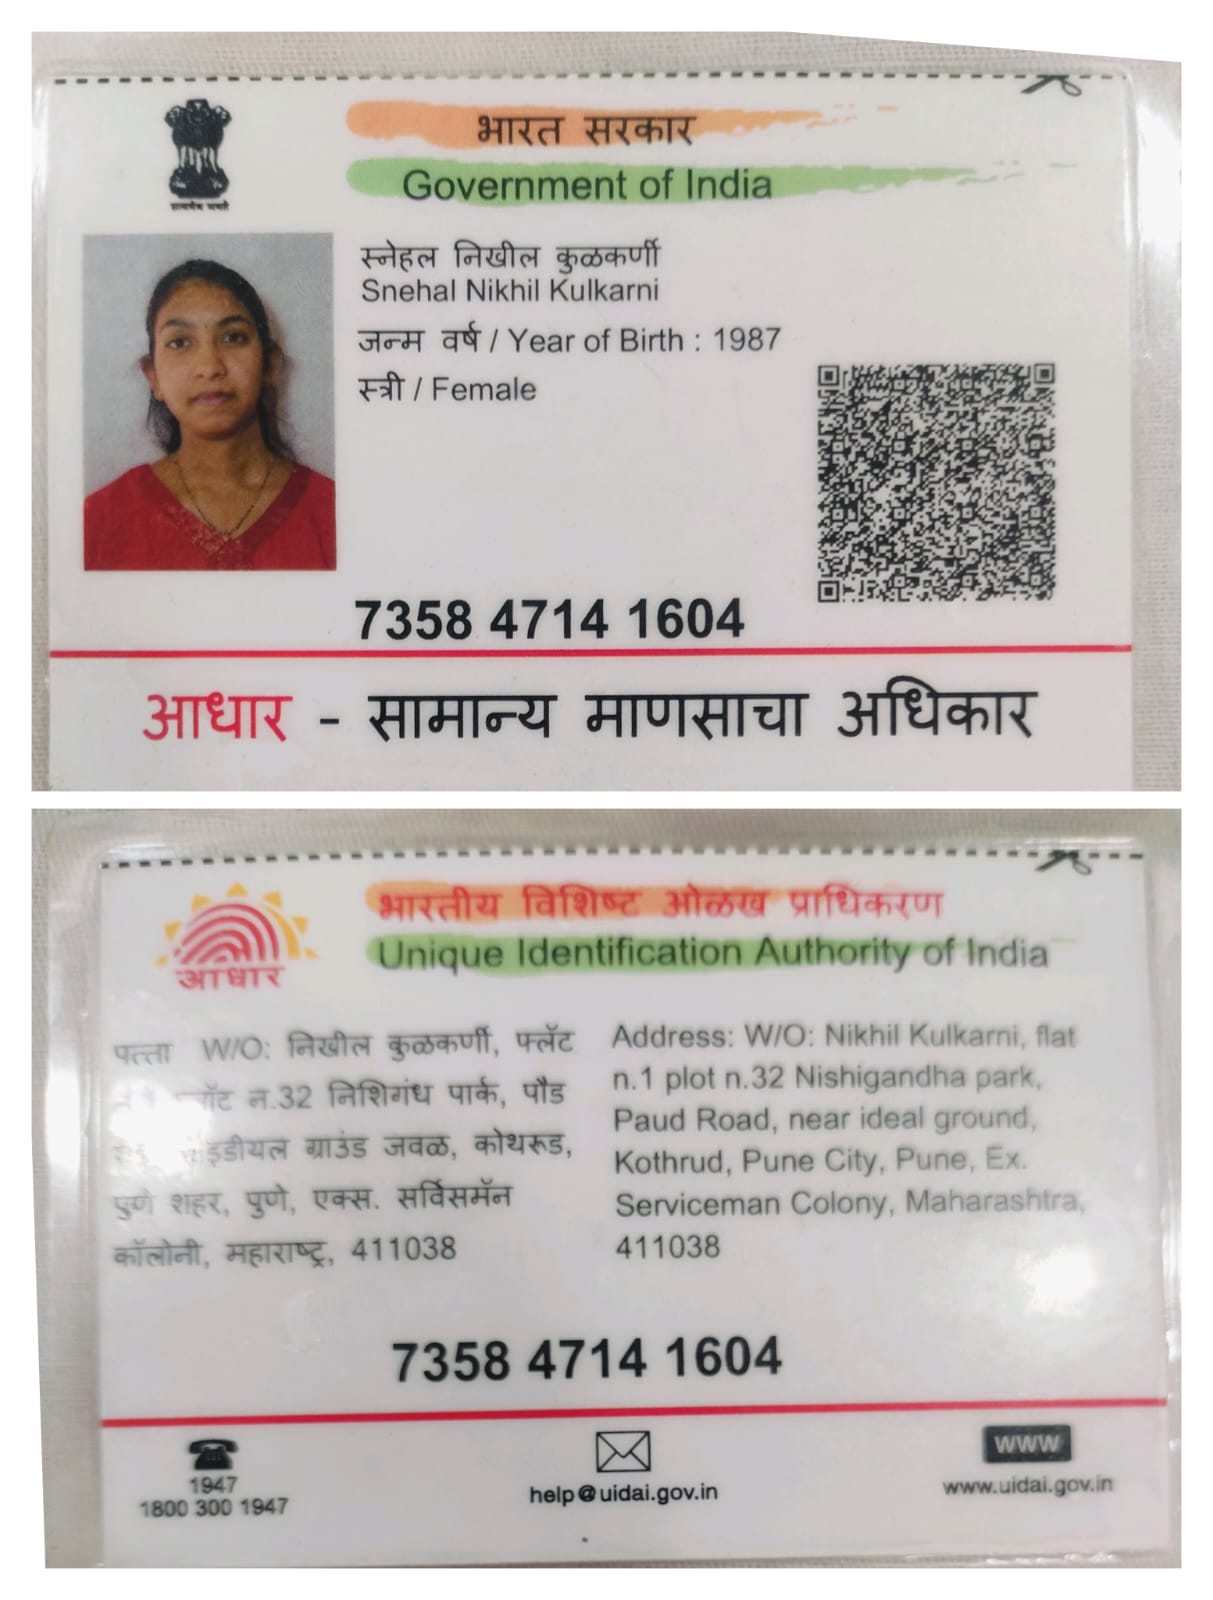 भारत सरकार
Government of India
सत्यमेव जयते
स्नेहल निखील कुळकर्णी
Snehal Nikhil Kulkarni
जन्म वर्ष / Year of Birth : 1987
स्त्री / Female
7358 4714 1604
आधार - सामान्य माणसाचा अधिकार
भारतीय विशिष्ट ओळख प्राधिकरण
Unique Identification Authority of India
आधार
पत्ता W/O: निखील कुळकर्णी, फ्लॅट
न.32 निशिगंध पार्क, पौड
ग्राउंड जवळ, कोथरूड,
पुणे शहर, पुणे, एक्स. सर्विसमॅन
कॉलोनी, महाराष्ट्र, 411038
Address: W/O: Nikhil Kulkarni, flat
n.1 plot n.32 Nishigandha park,
Paud Road, near ideal ground,
Kothrud, Pune City, Pune, Ex.
Serviceman Colony, Maharashtra,
411038
7358 4714 1604
1947
1800 300 1947
help@uidai.gov.in
www
www.uidai.gov.in